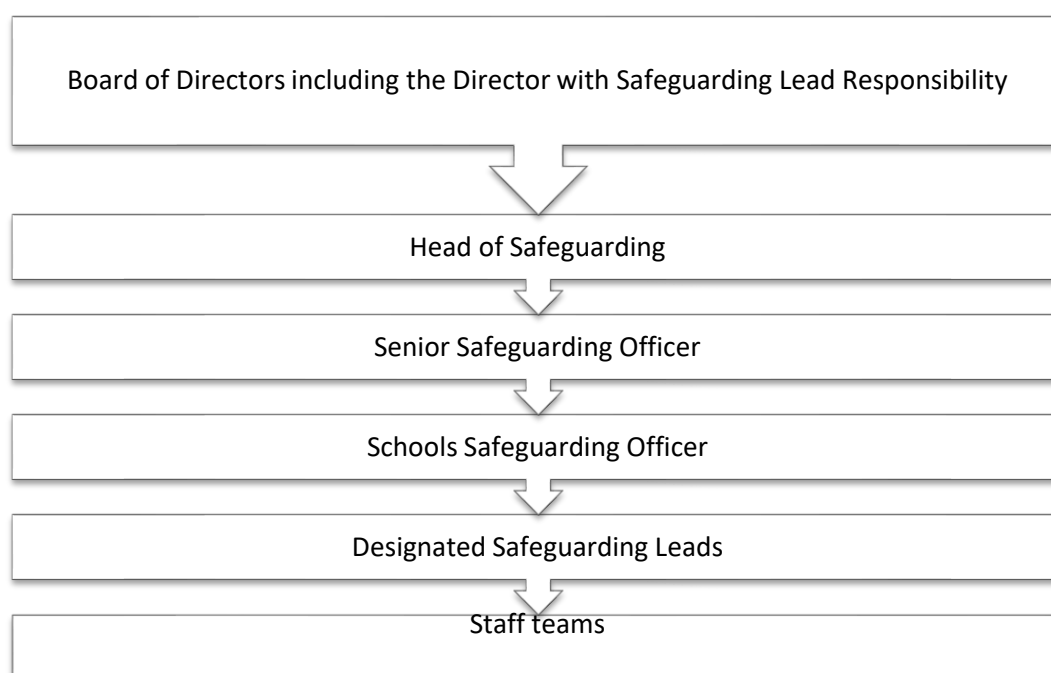 Board of Directors including the Director with Safeguarding Lead Responsibility
Head of Safeguarding
Senior Safeguarding Officer
Schools Safeguarding Officer
Designated Safeguarding Leads
Staff teams